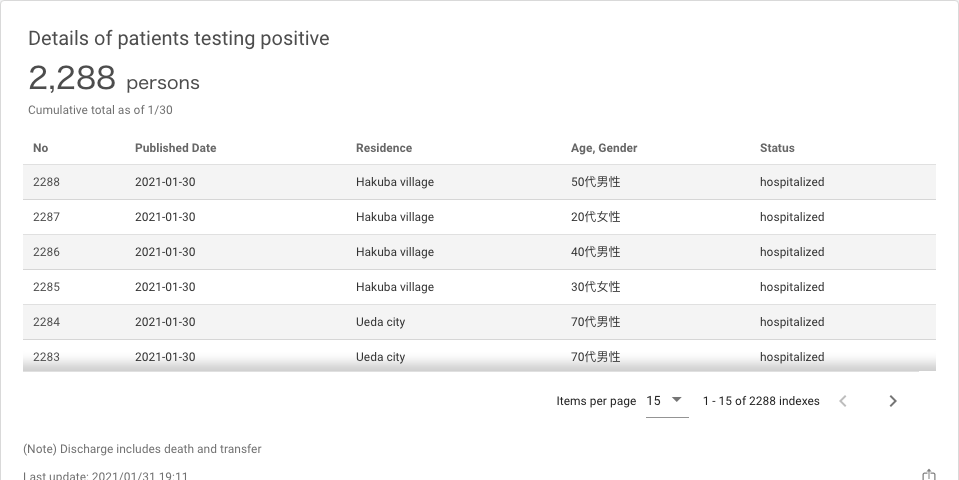 Details of patients testing positive
2,288 persons
Cumulative total as of 1/30
No Published Date Residence Age, Gender Status
2288 2021-01-30 Hakuba village 50代男性 hospitalized
2287 2021-01-30 Hakuba village 20代女性 hospitalized
2286 2021-01-30 Hakuba village 40代男性 hospitalized
2285 2021-01-30 Hakuba village 30代女性 hospitalized
2284 2021-01-30 Ueda city 70代男性 hospitalized
2283 2021-01-30 Ueda city 70代男性 hospitalized
Items per page 15 1 - 15 of 2288 indexes
(Note) Discharge includes death and transfer
Last update: 2021/01/31 19:11